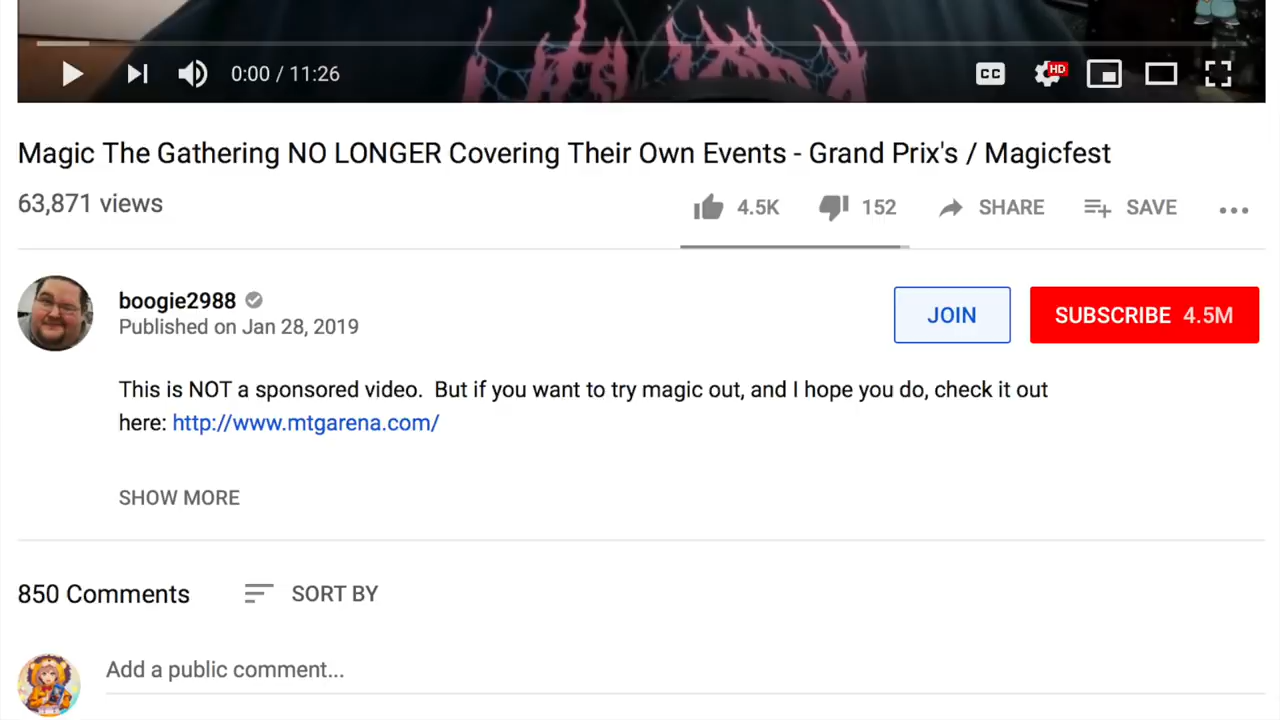 0:00 / 11:26
CC
HD
Magic The Gathering NO LONGER Covering Their Own Events - Grand Prix's / Magicfest
63,871 views
4.5K
152
SHARE
SAVE
boogie2988
Published on Jan 28, 2019
JOIN
SUBSCRIBE 4.5M
This is NOT a sponsored video. But if you want to try magic out, and I hope you do, check it out
here: http://www.mtgarena.com/
SHOW MORE
850 Comments
SORT BY
Add a public comment...